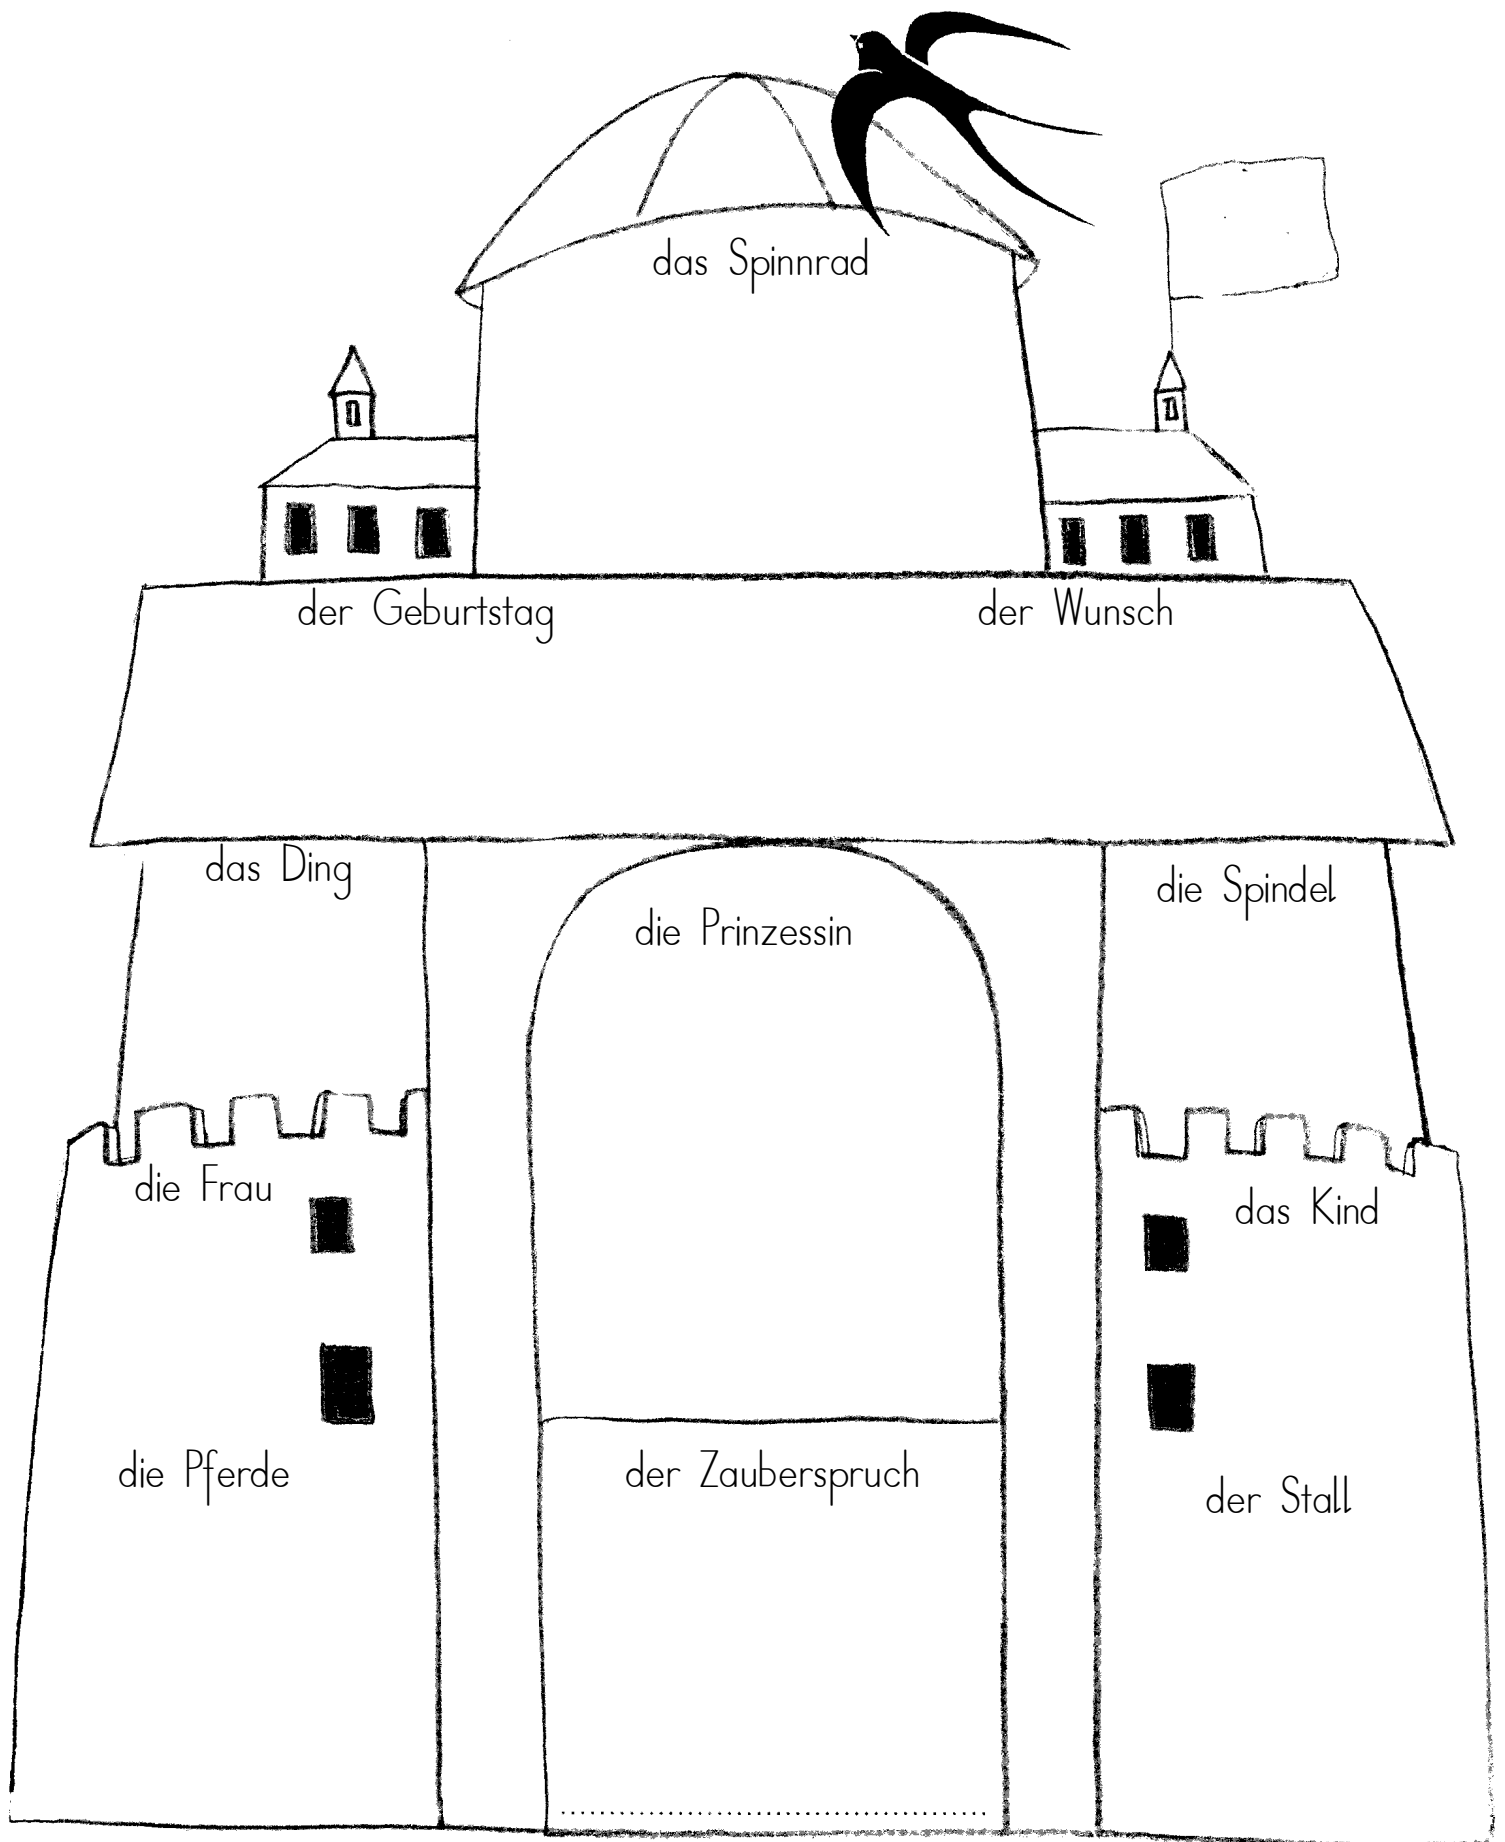 das Spinnrad
der Geburtstag
der Wunsch
das Ding
die Spindel
die Prinzessin
die Frau
das Kind
die Pferde
der Zauberspruch
der Stall